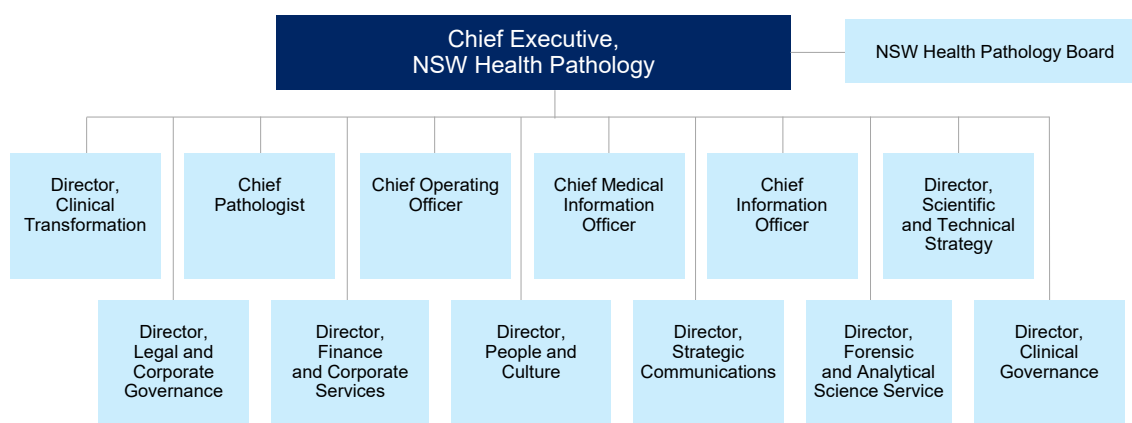 Chief Executive,
NSW Health Pathology
NSW Health Pathology Board
Director,
Clinical
Transformation
Chief
Pathologist
Chief Operating
Officer
Chief Medical
Information
Officer
Chief
Information
Officer
Director,
Scientific
and Technical
Strategy
Director,
Legal and
Corporate
Governance
Director,
Finance
and Corporate
Services
Director,
People and
Culture
Director,
Strategic
Communications
Director,
Forensic
and Analytical
Science Service
Director,
Clinical
Governance